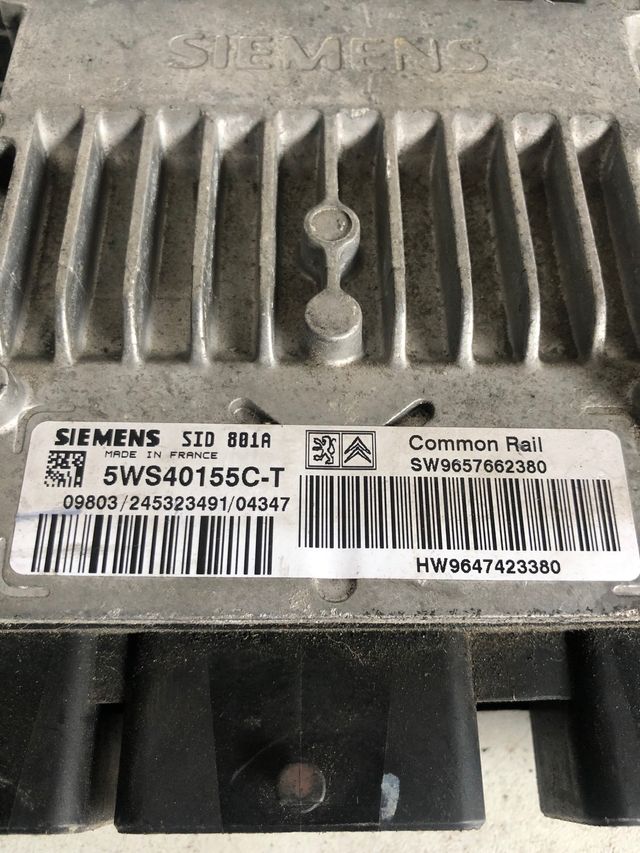 SIEMENS
SIEMENS SID 801A
MADE IN FRANCE
5WS40155C-T
09803/245323491/04347
Common Rail
SW9657662380
HW9647423380